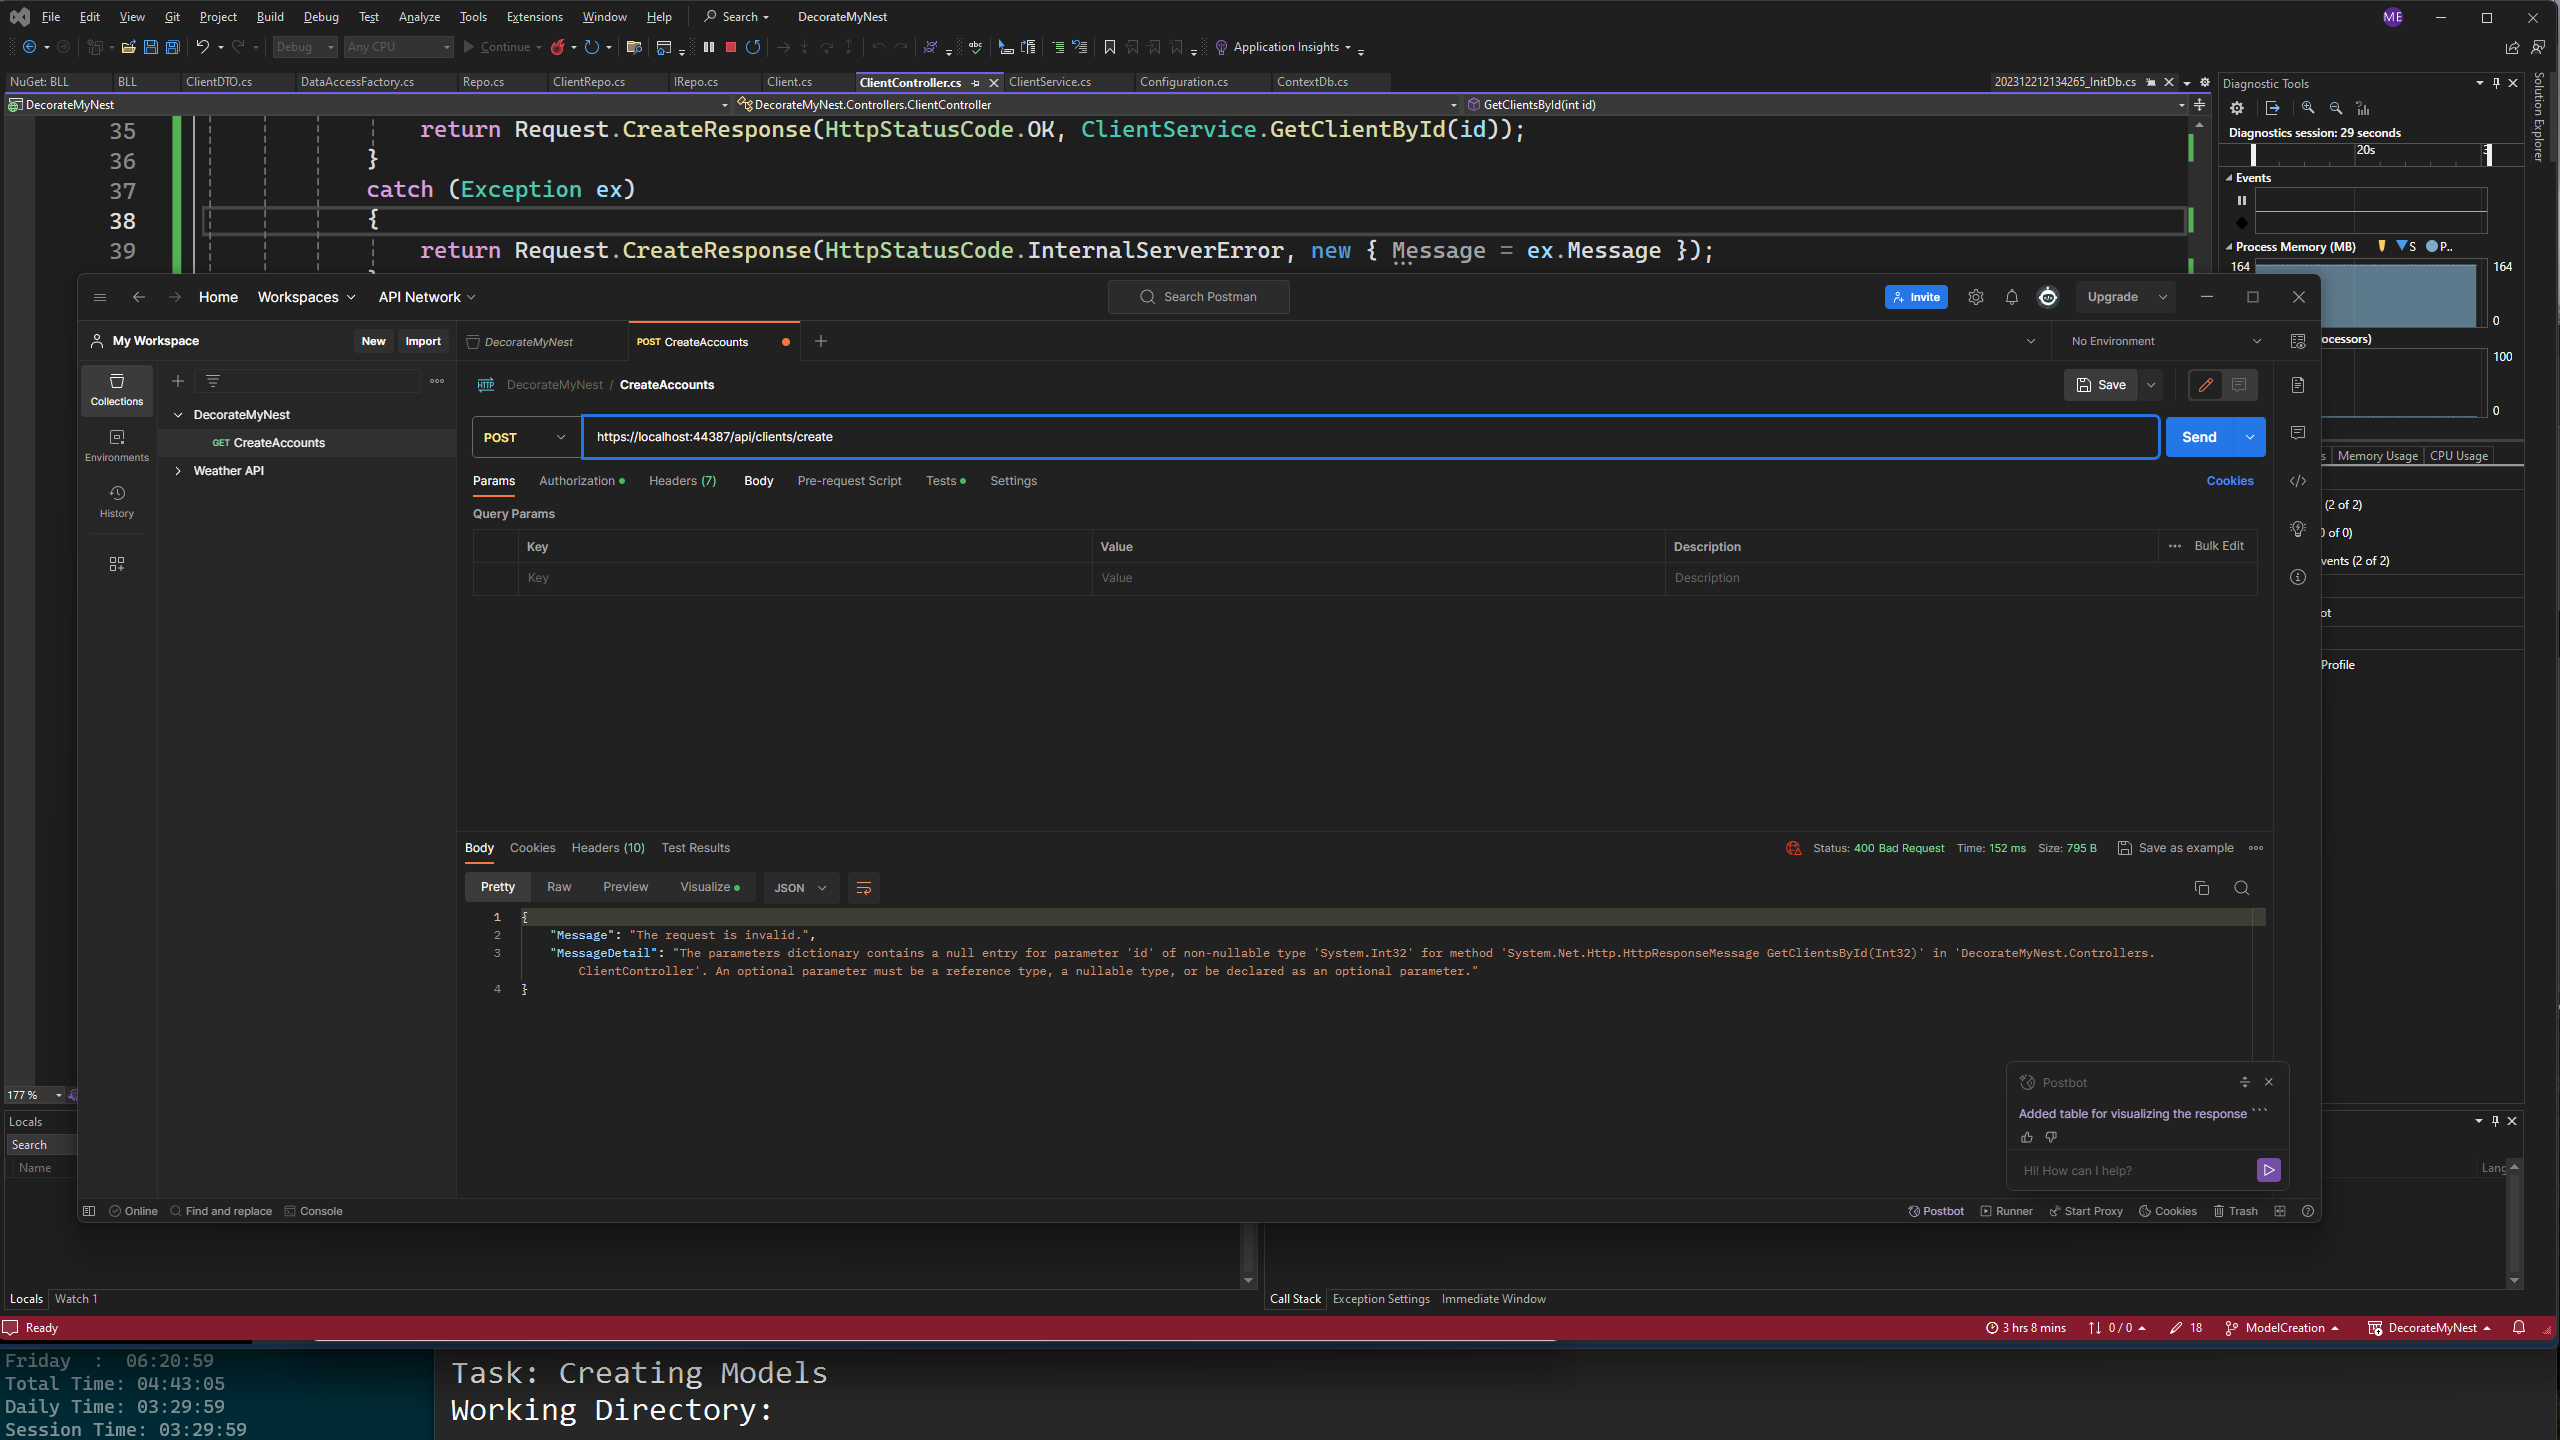 File Edit View Git Project Build Debug Test Analyze Tools Extensions Window Help Search DecorateMyNest ME
Debug Any CPU Continue Application Insights
NuGet: BLL BLL ClientDTO.cs DataAccessFactory.cs Repo.cs ClientRepo.cs IRepo.cs Client.cs ClientController.cs ClientService.cs Configuration.cs ContextDb.cs 202312212134265_InitDb.cs
DecorateMyNest DecorateMyNest.Controllers.ClientController GetClientsById(int id)
35 return Request.CreateResponse(HttpStatusCode.OK, ClientService.GetClientById(id));
36 }
37 catch (Exception ex)
38 {
39 return Request.CreateResponse(HttpStatusCode.InternalServerError, new { Message = ex.Message });
Diagnostic Tools
Solution Explorer
Diagnostics session: 29 seconds
20s
Events
Process Memory (MB) S P..
164 164
0
ocessors)
100
0
Memory Usage CPU Usage
(2 of 2)
0 of 0)
vents (2 of 2)
ot
Profile
Home Workspaces API Network Search Postman Invite Upgrade
My Workspace New Import DecorateMyNest POST CreateAccounts No Environment
Collections
Environments
History
DecorateMyNest
GET CreateAccounts
Weather API
HTTP DecorateMyNest / CreateAccounts Save
POST https://localhost:44387/api/clients/create Send
Params Authorization Headers (7) Body Pre-request Script Tests Settings Cookies
Query Params
Key Value Description Bulk Edit
Key Value Description
Body Cookies Headers (10) Test Results Status: 400 Bad Request Time: 152 ms Size: 795 B Save as example
Pretty Raw Preview Visualize JSON
1 {
2 "Message": "The request is invalid.",
3 "MessageDetail": "The parameters dictionary contains a null entry for parameter 'id' of non-nullable type 'System.Int32' for method 'System.Net.Http.HttpResponseMessage GetClientsById(Int32)' in 'DecorateMyNest.Controllers.
ClientController'. An optional parameter must be a reference type, a nullable type, or be declared as an optional parameter."
4 }
Postbot
Added table for visualizing the response ```
Hi! How can I help?
Online Find and replace Console Postbot Runner Start Proxy Cookies Trash
177 %
Locals
Search
Name
Lang
Locals Watch 1
Call Stack Exception Settings Immediate Window
Ready 3 hrs 8 mins 0 / 0 18 ModelCreation DecorateMyNest
Friday : 06:20:59
Total Time: 04:43:05
Daily Time: 03:29:59
Session Time: 03:29:59
Task: Creating Models
Working Directory: